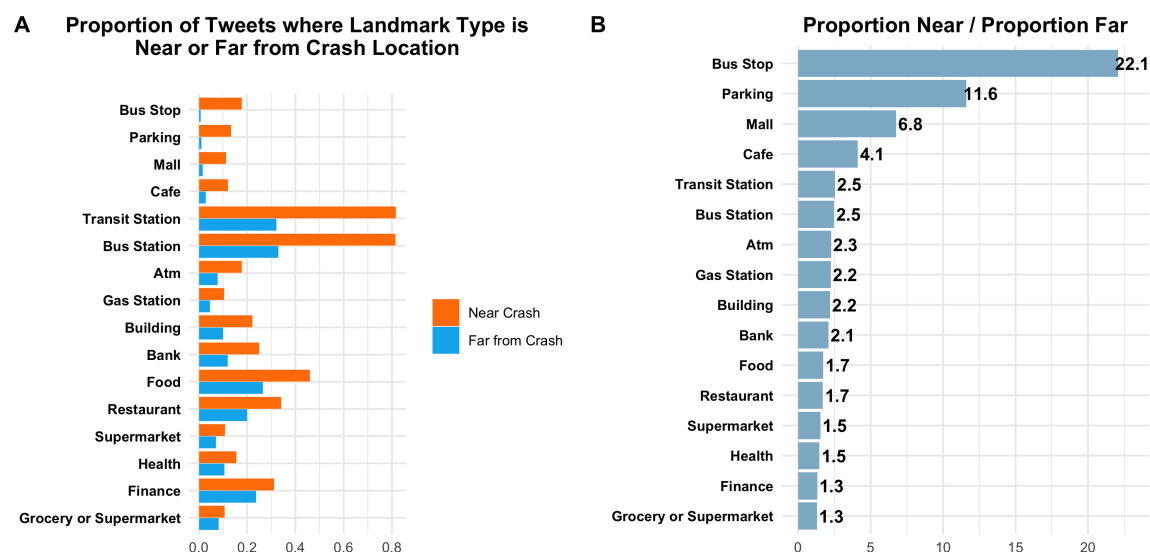 A
Proportion of Tweets where Landmark Type is
Near or Far from Crash Location
Bus Stop
Parking
Mall
Cafe
Transit Station
Bus Station
Atm
Gas Station
Building
Bank
Food
Restaurant
Supermarket
Health
Finance
Grocery or Supermarket
0.0 0.2 0.4 0.6 0.8
Near Crash
Far from Crash
B
Proportion Near / Proportion Far
Bus Stop 22.1
Parking 11.6
Mall 6.8
Cafe 4.1
Transit Station 2.5
Bus Station 2.5
Atm 2.3
Gas Station 2.2
Building 2.2
Bank 2.1
Food 1.7
Restaurant 1.7
Supermarket 1.5
Health 1.5
Finance 1.3
Grocery or Supermarket 1.3
0 5 10 15 20